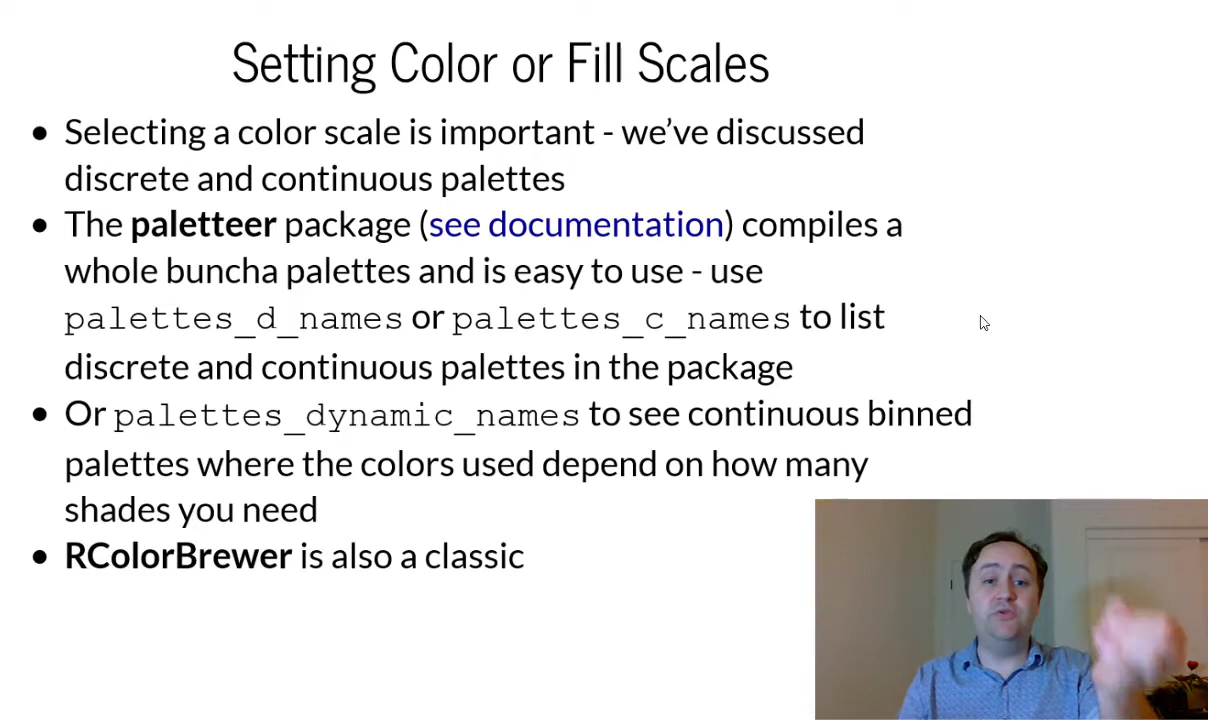 Setting Color or Fill Scales
• Selecting a color scale is important - we've discussed
discrete and continuous palettes
• The paletteer package (see documentation) compiles a
whole buncha palettes and is easy to use - use
palettes_d_names or palettes_c_names to list
discrete and continuous palettes in the package
• Or palettes_dynamic_names to see continuous binned
palettes where the colors used depend on how many
shades you need
• RColorBrewer is also a classic